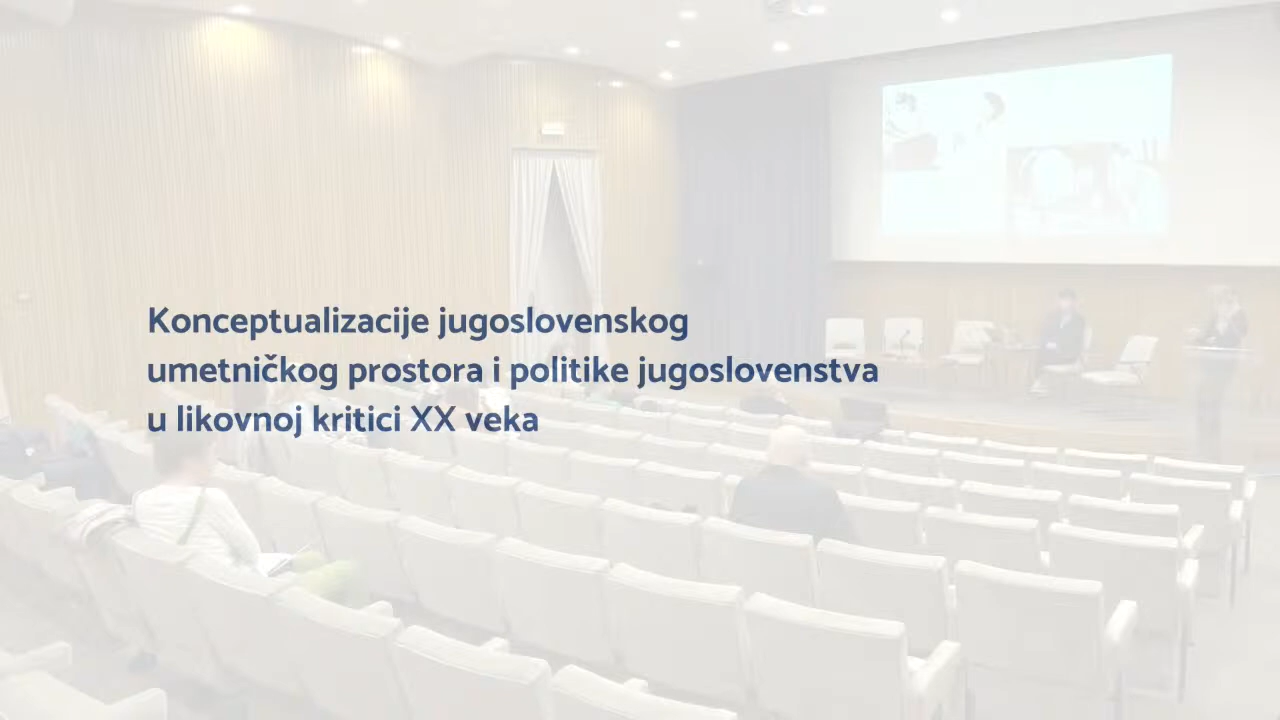 Konceptualizacije jugoslovenskog
umetničkog prostora i politike jugoslovenstva
u likovnoj kritici XX veka